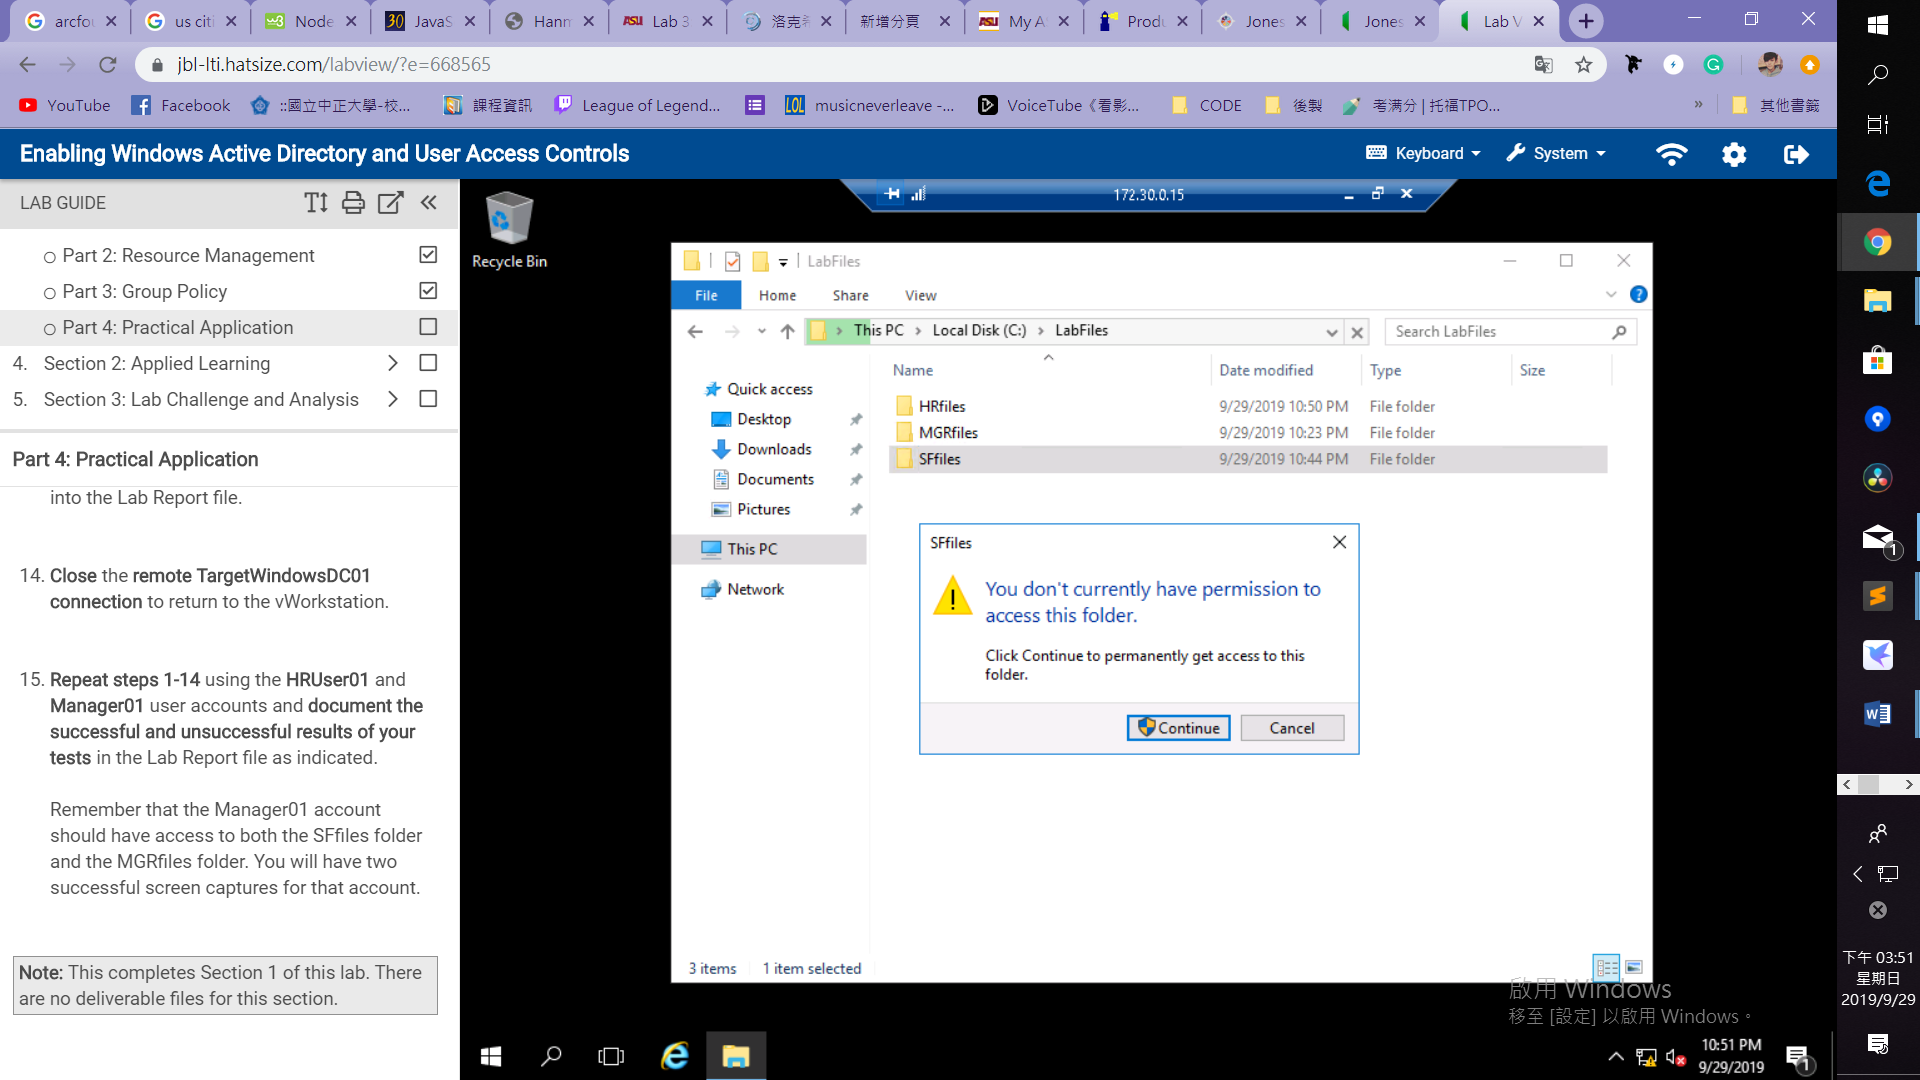 arcfou
us citi
Node
JavaS
Hanm
Lab 3
新增分頁
My A
Produ
Jones
Jones
Lab V
jbl-lti.hatsize.com/labview/?e=668565
YouTube
Facebook
::國立中正大學-校...
課程資訊
League of Legend...
musicneverleave -...
VoiceTube《看影...
CODE
後製
考满分 | 托福TPO...
其他書籤
Enabling Windows Active Directory and User Access Controls
Keyboard
System
LAB GUIDE
Part 2: Resource Management
Part 3: Group Policy
Part 4: Practical Application
4. Section 2: Applied Learning
5. Section 3: Lab Challenge and Analysis
Part 4: Practical Application
into the Lab Report file.
14. Close the remote TargetWindowsDC01
connection to return to the vWorkstation.
15. Repeat steps 1-14 using the HRUser01 and
Manager01 user accounts and document the
successful and unsuccessful results of your
tests in the Lab Report file as indicated.
Remember that the Manager01 account
should have access to both the SFfiles folder
and the MGRfiles folder. You will have two
successful screen captures for that account.
Note: This completes Section 1 of this lab. There
are no deliverable files for this section.
Recycle Bin
172.30.0.15
LabFiles
File
Home
Share
View
This PC
Local Disk (C:)
LabFiles
Search LabFiles
Quick access
Desktop
Downloads
Documents
Pictures
This PC
Network
Name
Date modified
Type
Size
HRfiles
9/29/2019 10:50 PM
File folder
MGRfiles
9/29/2019 10:23 PM
File folder
SFfiles
9/29/2019 10:44 PM
File folder
SFfiles
You don't currently have permission to
access this folder.
Click Continue to permanently get access to this
folder.
Continue
Cancel
3 items
1 item selected
啟用 Windows
移至 [設定] 以啟用 Windows。
10:51 PM
9/29/2019
1
1
下午 03:51
星期日
2019/9/29